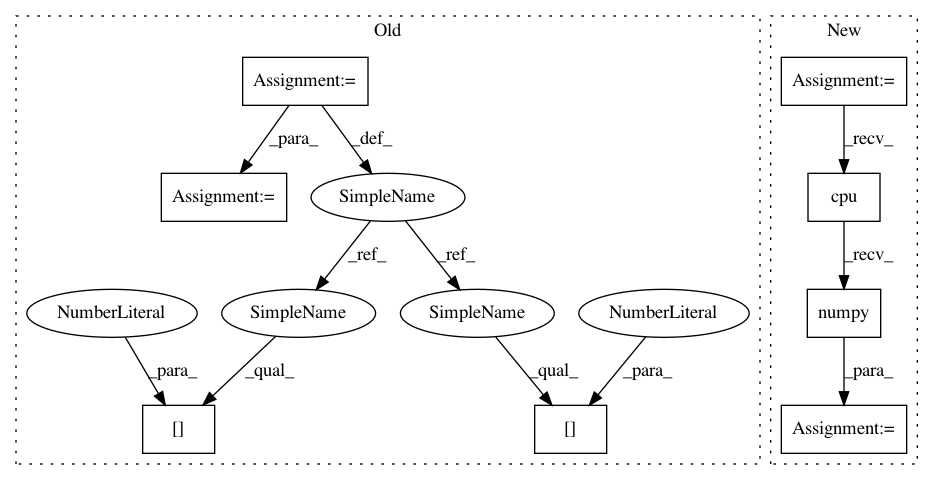 Old
New
Assignment:=
Assignment:=
_para_
_def_
_recv_
Assignment:=
SimpleName
cpu
_ref_
_ref_
_recv_
NumberLiteral
SimpleName
SimpleName
NumberLiteral
numpy
_para_
_qual_
_qual_
_para_
_para_
[]
[]
Assignment:=